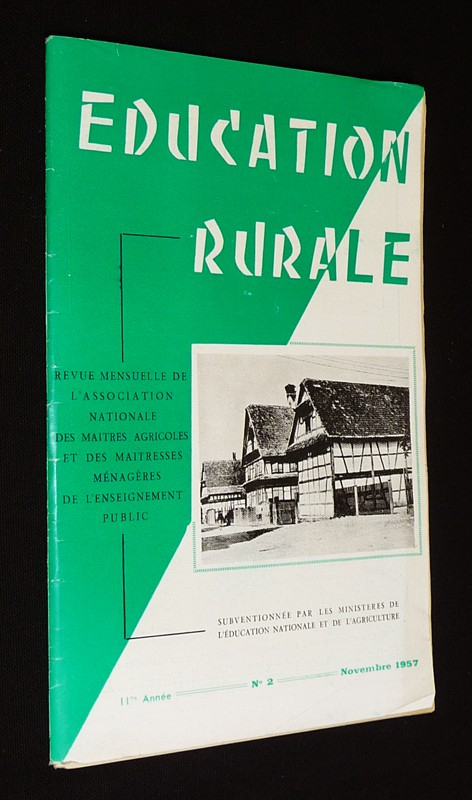 EDUCATION
RURALE
REVUE MENSUELLE DE
L'ASSOCIATION
NATIONALE
DES MAITRES AGRICOLES
ET DES MAITRESSES
MÉNAGÈRES
DE L'ENSEIGNEMENT
PUBLIC
SUBVENTIONNÉE PAR LES MINISTERES DE
L'ÉDUCATION NATIONALE ET DE L'AGRICULTURE
11me Année N° 2 Novembre 1957